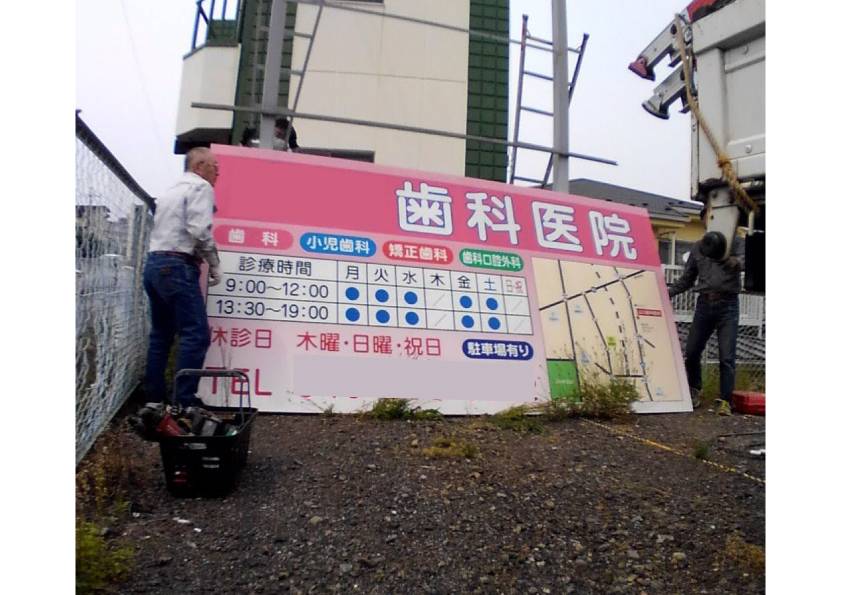 歯科医院
歯科 小児歯科 矯正歯科 歯科口腔外科
診療時間 月 火 水 木 金 土 日・祝
9:00～12:00 ● ● ● ／ ● ● ／
13:30～19:00 ● ● ● ／ ● ● ／
休診日 木曜・日曜・祝日 駐車場有り
TEL